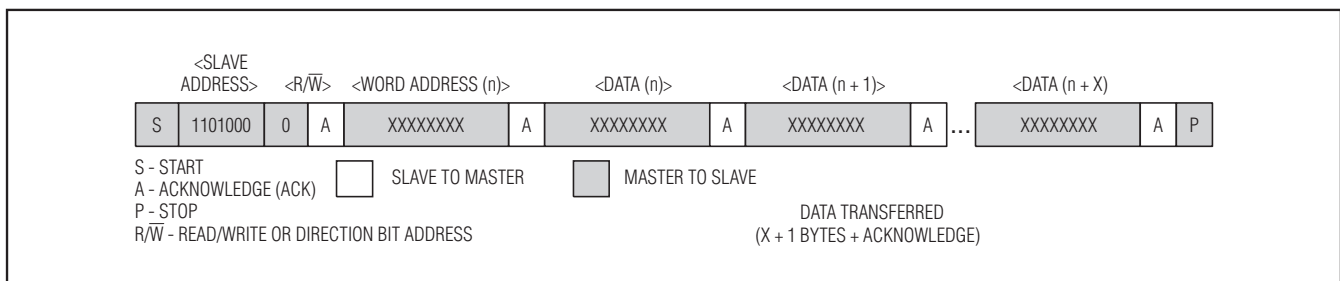 <SLAVE
ADDRESS> <R/W̅> <WORD ADDRESS (n)> <DATA (n)> <DATA (n + 1)> <DATA (n + X)
S 1101000 0 A XXXXXXXX A XXXXXXXX A XXXXXXXX A ... XXXXXXXX A P
S - START
A - ACKNOWLEDGE (ACK) SLAVE TO MASTER MASTER TO SLAVE
P - STOP
R/W̅ - READ/WRITE OR DIRECTION BIT ADDRESS
DATA TRANSFERRED
(X + 1 BYTES + ACKNOWLEDGE)